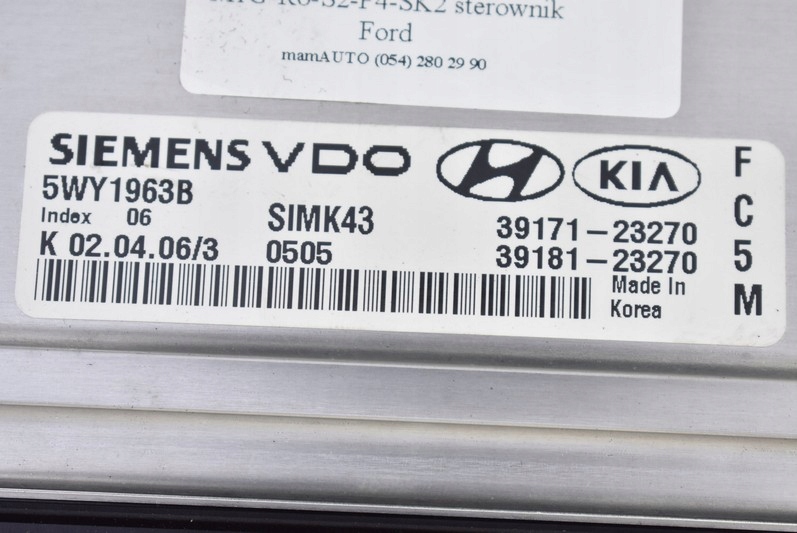 sterownik
Ford
mamAUTO (054) 280 29 90
SIEMENS VDO H KIA
5WY1963B
Index 06 SIMK43 39171-23270
K 02.04.06/3 0505 39181-23270
Made In
Korea
F
C
5
M